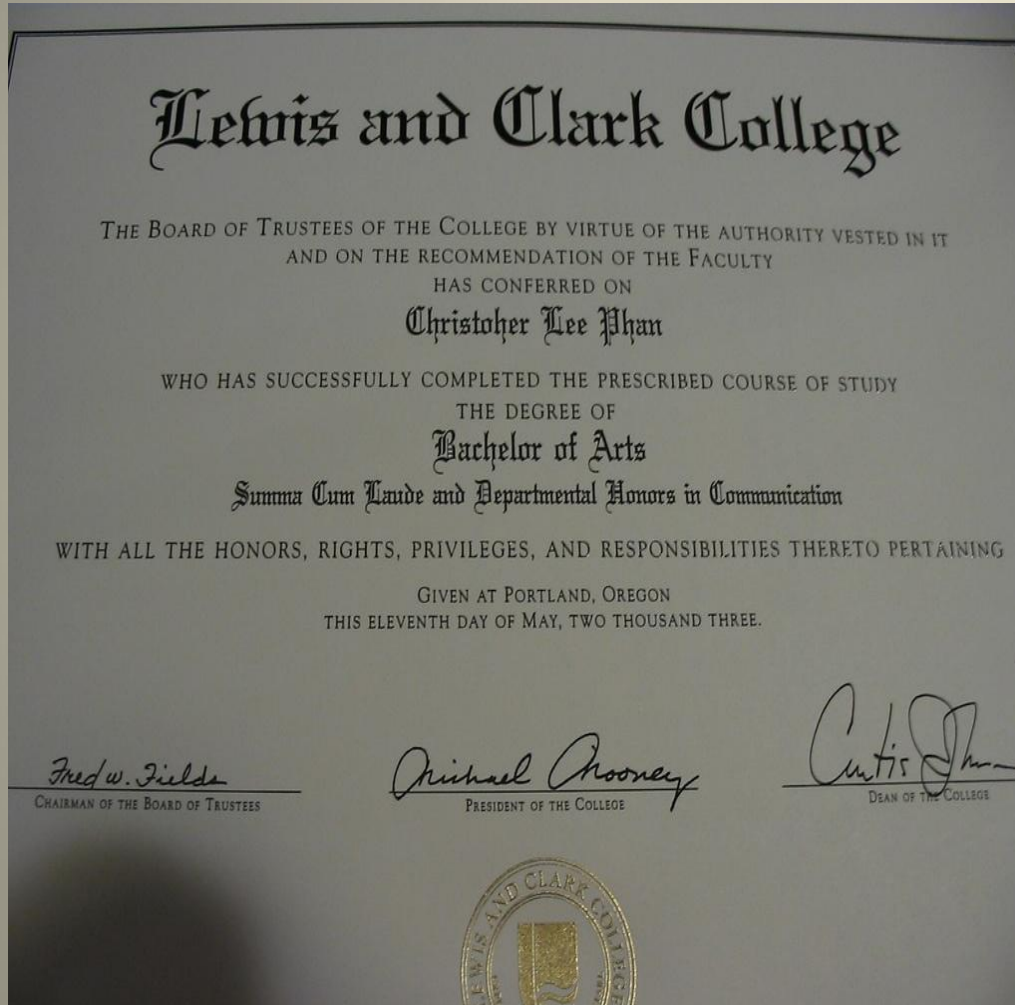 Lewis and Clark College
THE BOARD OF TRUSTEES OF THE COLLEGE BY VIRTUE OF THE AUTHORITY VESTED IN IT
AND ON THE RECOMMENDATION OF THE FACULTY
HAS CONFERRED ON
Christoher Lee Phan
WHO HAS SUCCESSFULLY COMPLETED THE PRESCRIBED COURSE OF STUDY
THE DEGREE OF
Bachelor of Arts
Summa Cum Laude and Departmental Honors in Communication
WITH ALL THE HONORS, RIGHTS, PRIVILEGES, AND RESPONSIBILITIES THERETO PERTAINING
GIVEN AT PORTLAND, OREGON
THIS ELEVENTH DAY OF MAY, TWO THOUSAND THREE.
Fred W. Fields
CHAIRMAN OF THE BOARD OF TRUSTEES
Michael Mooney
PRESIDENT OF THE COLLEGE
Curtis
DEAN OF THE COLLEGE
LEWIS AND CLARK COLLEGE